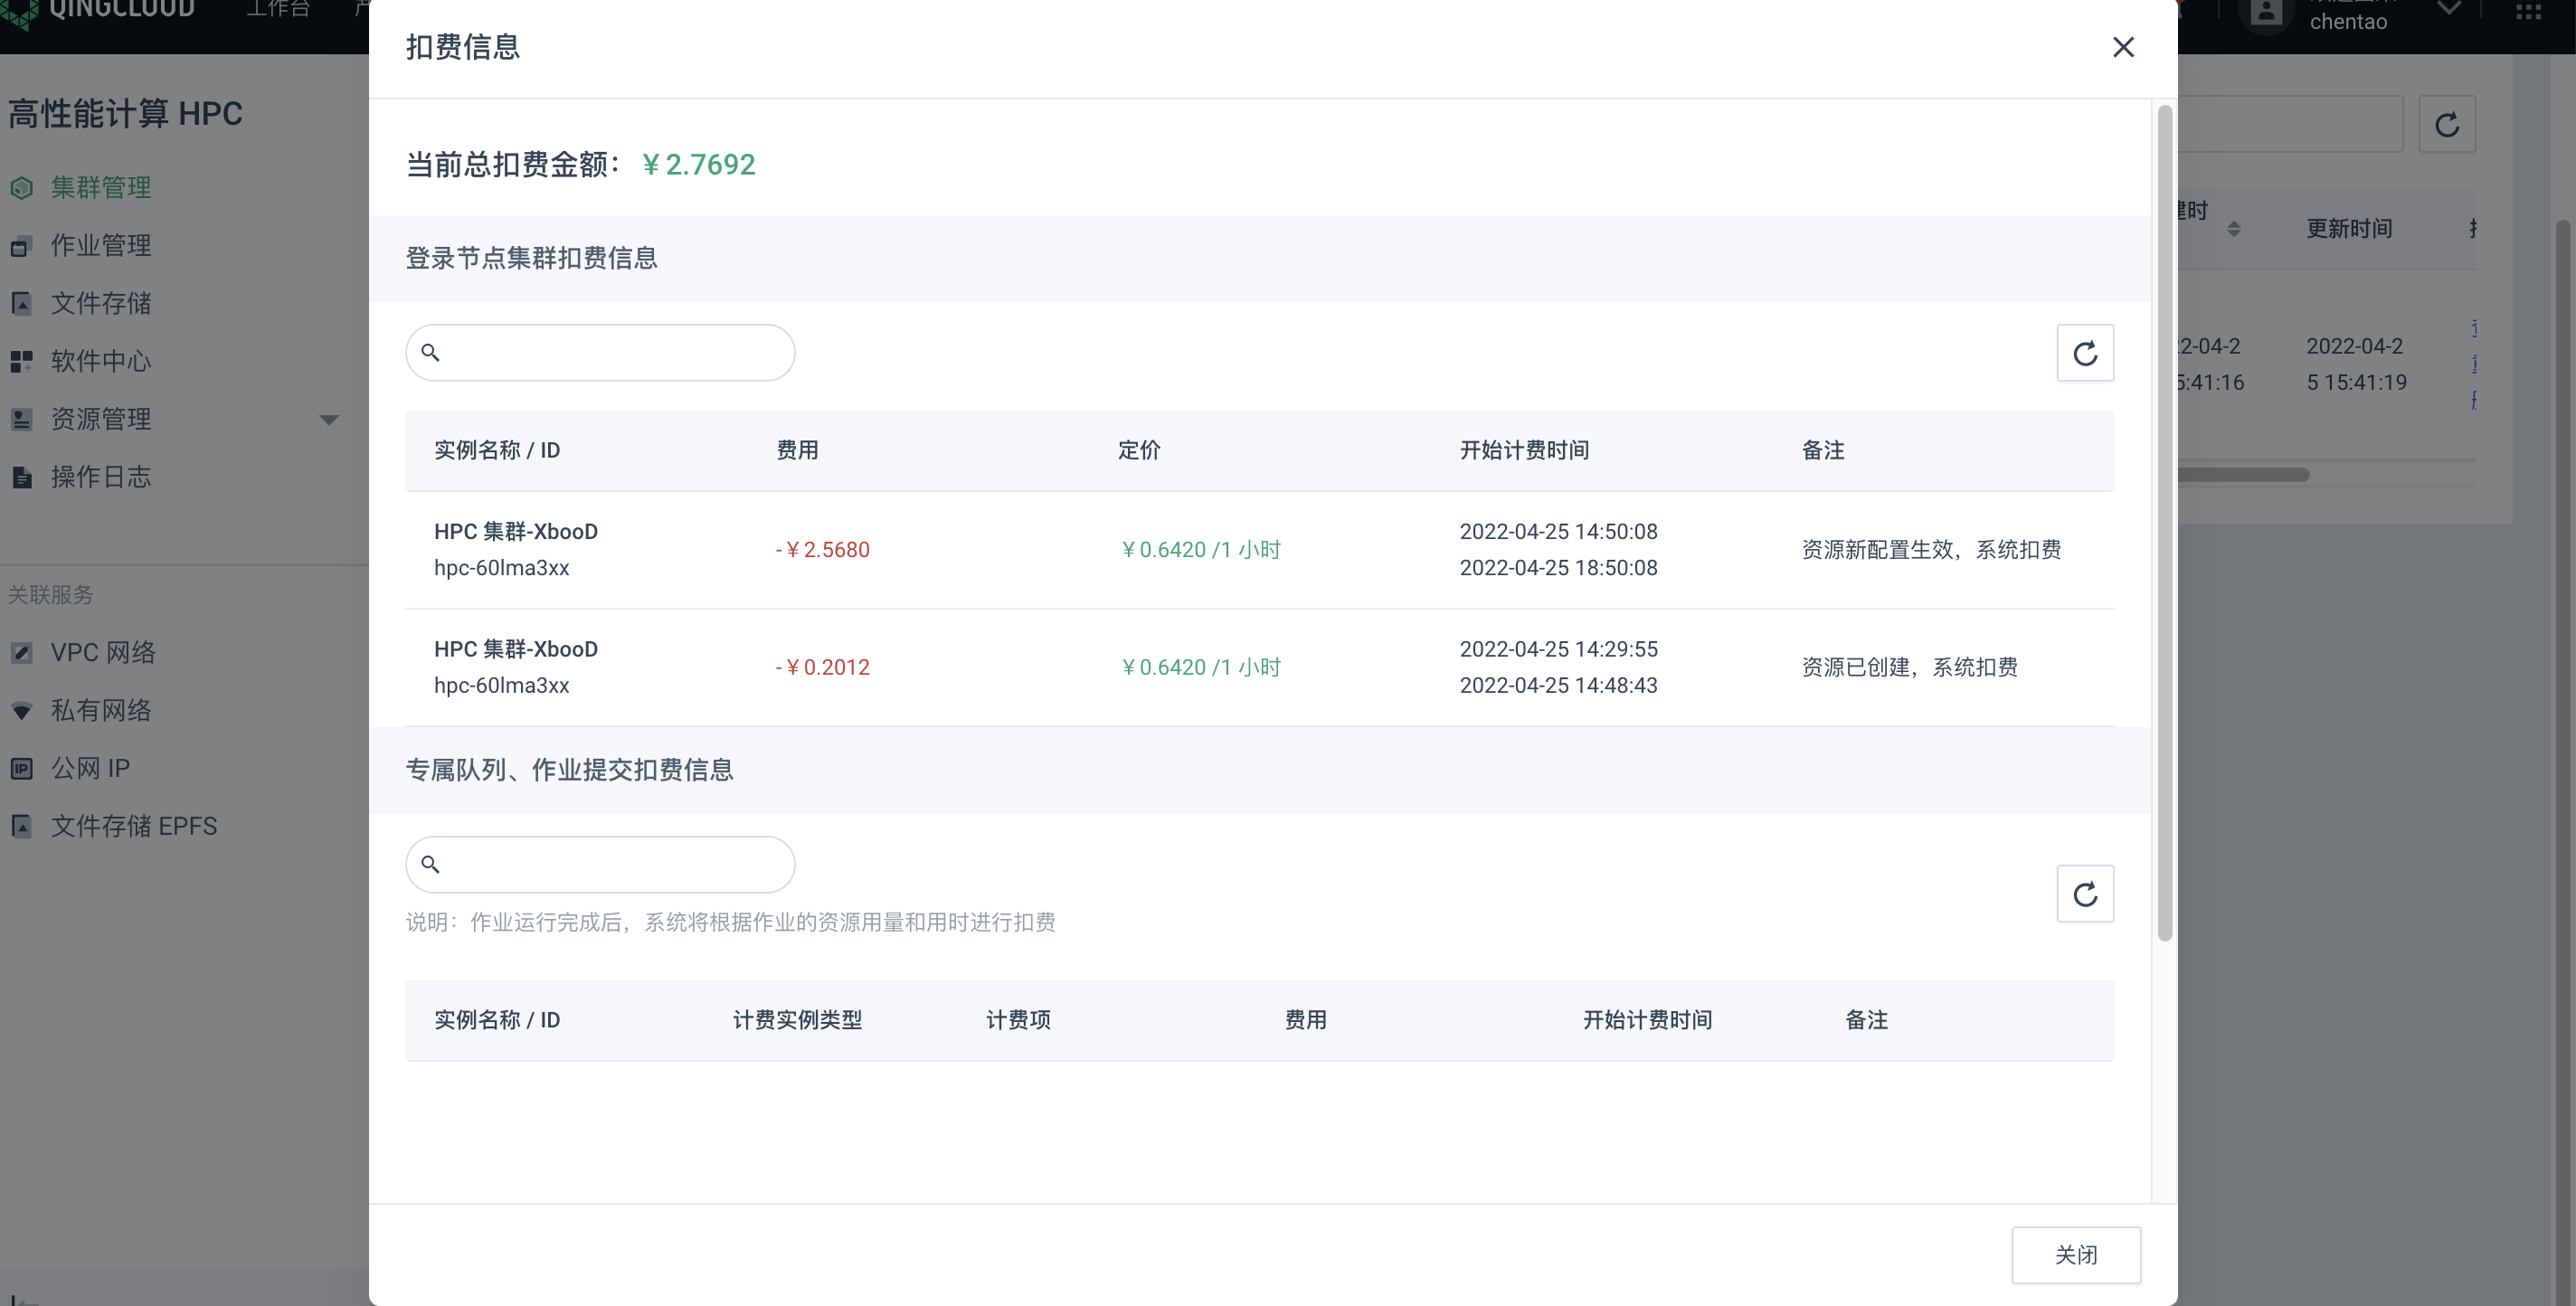 QINGCLOUD 工作台
chentao
高性能计算 HPC
集群管理
作业管理
文件存储
软件中心
资源管理
操作日志
关联服务
VPC 网络
私有网络
公网 IP
文件存储 EPFS
扣费信息
当前总扣费金额： ¥ 2.7692
登录节点集群扣费信息
实例名称 / ID 费用 定价 开始计费时间 备注
HPC 集群-XbooD
hpc-60lma3xx
- ¥ 2.5680
¥ 0.6420 /1 小时
2022-04-25 14:50:08
2022-04-25 18:50:08
资源新配置生效，系统扣费
HPC 集群-XbooD
hpc-60lma3xx
- ¥ 0.2012
¥ 0.6420 /1 小时
2022-04-25 14:29:55
2022-04-25 14:48:43
资源已创建，系统扣费
专属队列、作业提交扣费信息
说明：作业运行完成后，系统将根据作业的资源用量和用时进行扣费
实例名称 / ID 计费实例类型 计费项 费用 开始计费时间 备注
关闭
建时 更新时间
2-04-2
5:41:16
2022-04-2
5 15:41:19